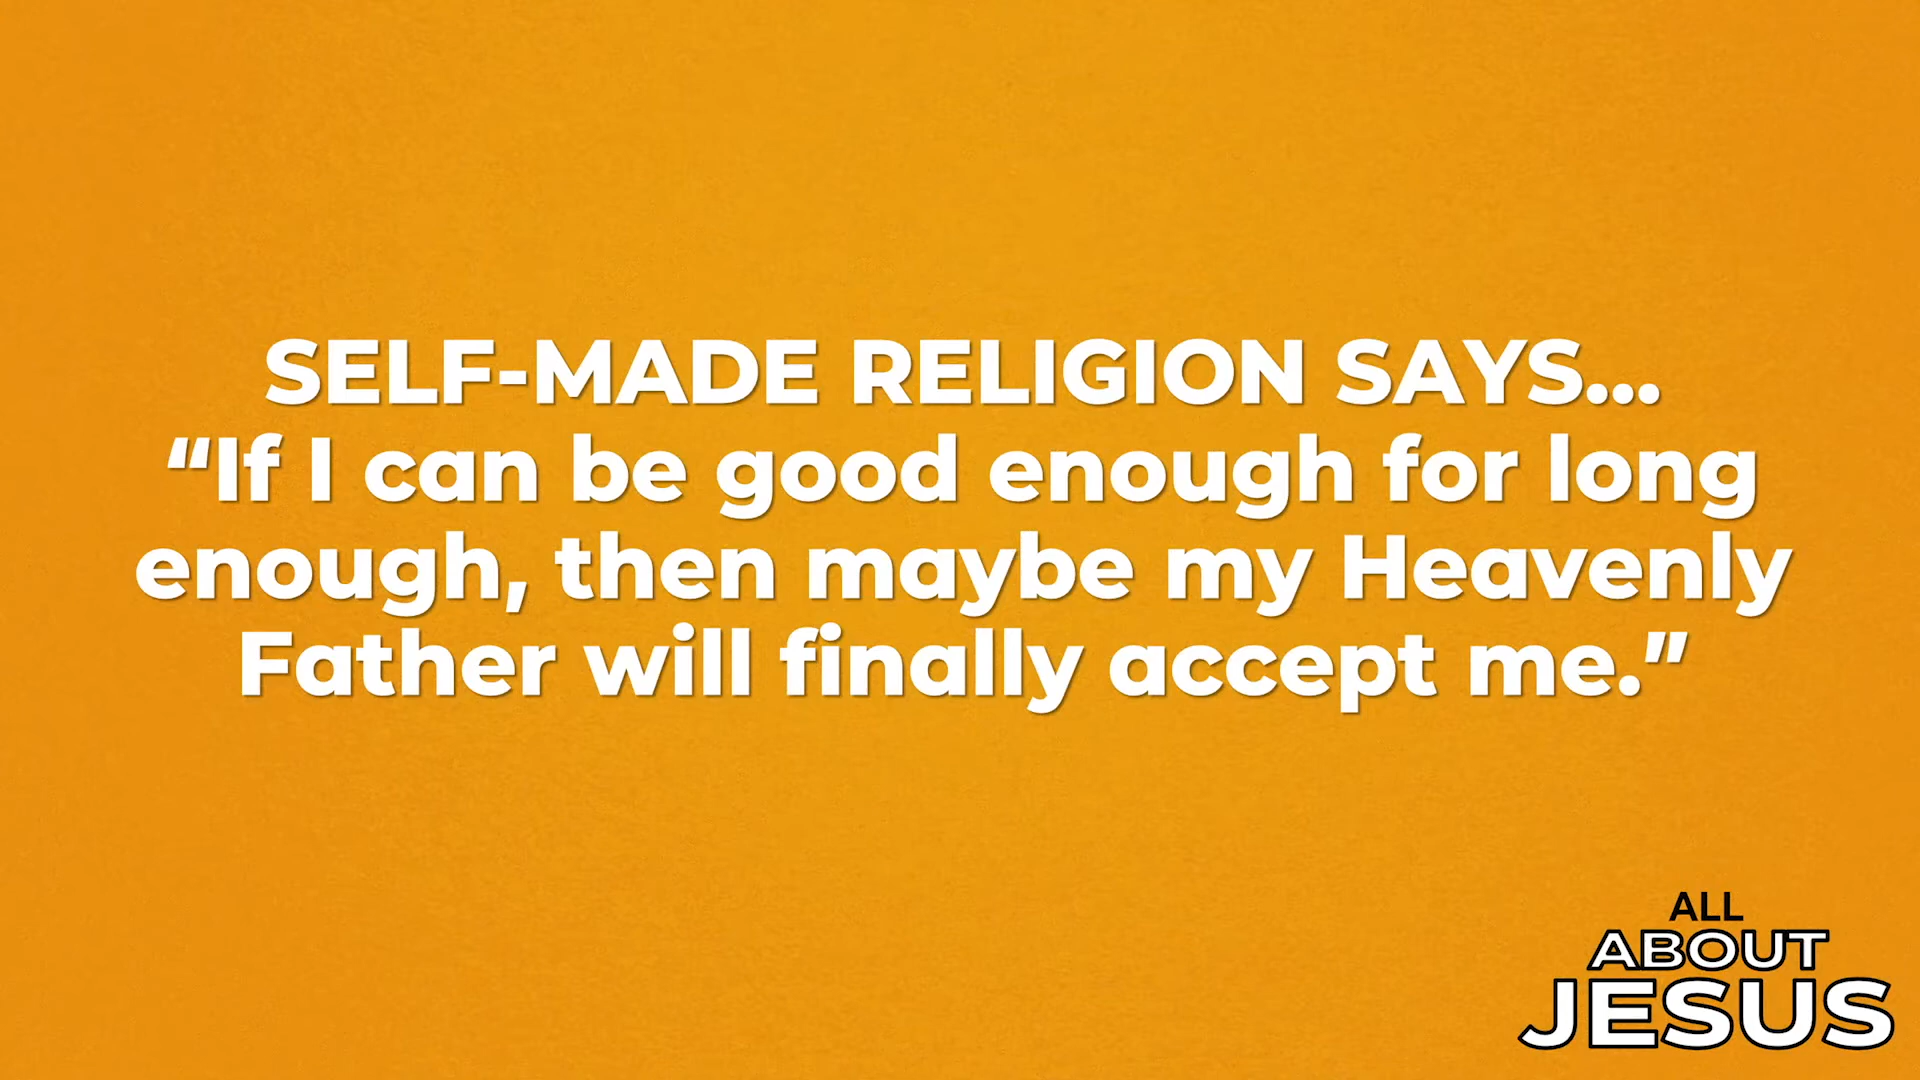 SELF-MADE RELIGION SAYS...
“If I can be good enough for long
enough, then maybe my Heavenly
Father will finally accept me.”
ALL
ABOUT
JESUS